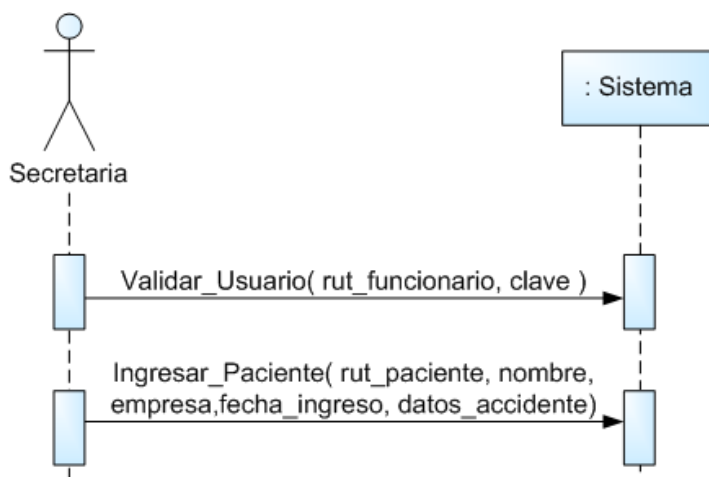 : Sistema
Secretaria
Validar_Usuario( rut_funcionario, clave )
Ingresar_Paciente( rut_paciente, nombre,
empresa,fecha_ingreso, datos_accidente)